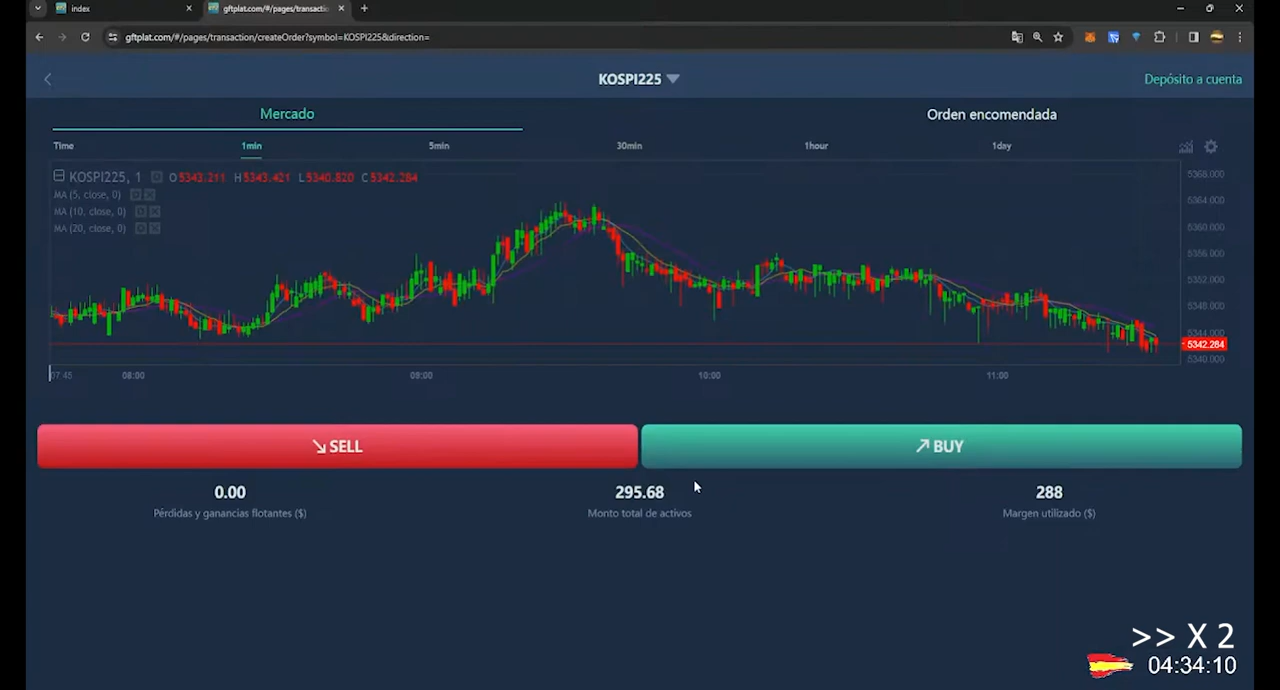 index
gftplat.com/#/pages/transactio
gftplat.com/#/pages/transaction/createOrder?symbol=KOSPI225&direction=
KOSPI225
Depósito a cuenta
Mercado
Orden encomendada
Time 1min 5min 30min 1hour 1day
KOSPI225, 1 O5343.211 H5343.421 L5340.820 C5342.284
MA (5, close, 0)
MA (10, close, 0)
MA (20, close, 0)
5368.000
5364.000
5360.000
5356.000
5352.000
5348.000
5344.000
5342.284
5340.000
07:45 08:00 09:00 10:00 11:00
SELL
BUY
0.00 295.68 288
Pérdidas y ganancias flotantes ($) Monto total de activos Margen utilizado ($)
>> X 2
04:34:10